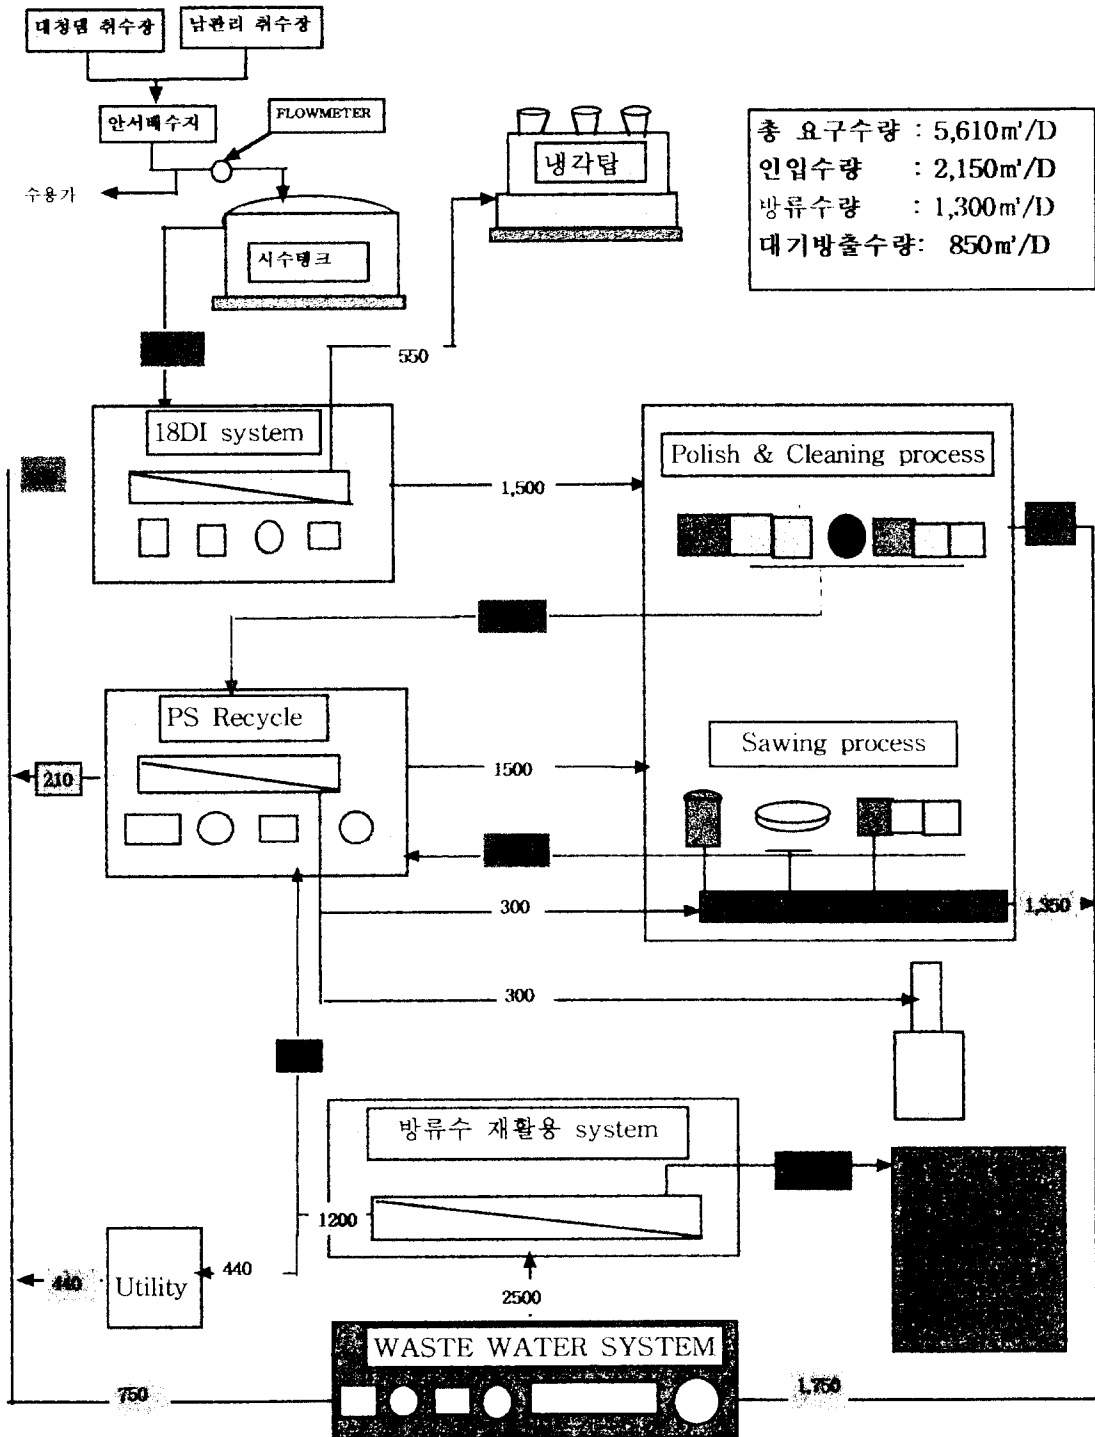 대청댐 취수장
남관리 취수장
안서배수지
FLOWMETER
수용가
시수탱크
냉각탑
총 요구수량 : 5,610㎥/D
인입수량 : 2,150㎥/D
방류수량 : 1,300㎥/D
대기방출수량: 850㎥/D
550
18DI system
1,500
Polish & Cleaning process
PS Recycle
210
1500
Sawing process
300
1,350
300
방류수 재활용 system
1200
440
Utility
440
2500
WASTE WATER SYSTEM
750
1,750